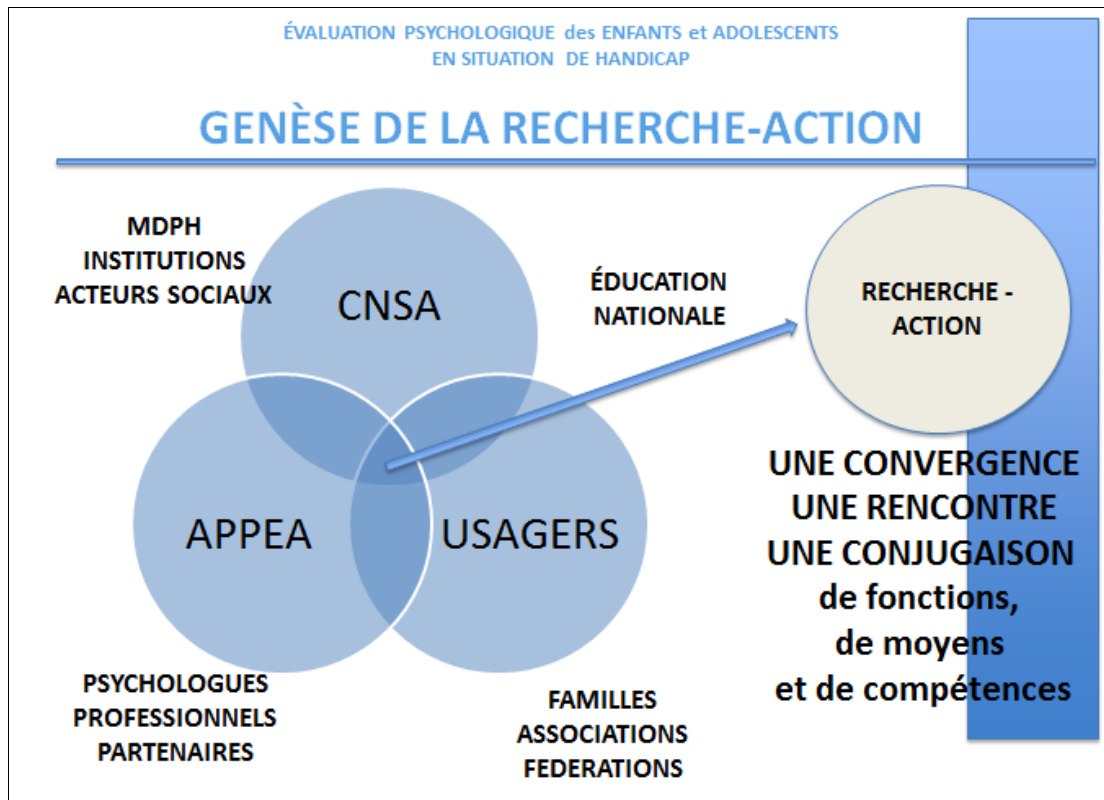 ÉVALUATION PSYCHOLOGIQUE des ENFANTS et ADOLESCENTS
EN SITUATION DE HANDICAP
GENÈSE DE LA RECHERCHE-ACTION
MDPH
INSTITUTIONS
ACTEURS SOCIAUX
CNSA
ÉDUCATION
NATIONALE
RECHERCHE -
ACTION
APPEA
USAGERS
UNE CONVERGENCE
UNE RENCONTRE
UNE CONJUGAISON
de fonctions,
de moyens
et de compétences
PSYCHOLOGUES
PROFESSIONNELS
PARTENAIRES
FAMILLES
ASSOCIATIONS
FEDERATIONS